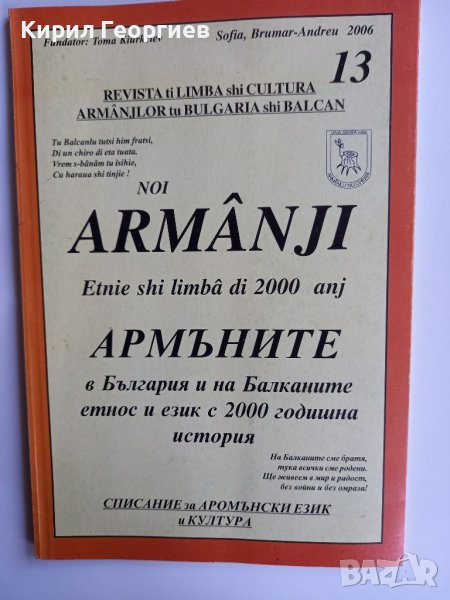 Кирил Георгиев
Fundator: Toma Kiurkciev
Sofia, Brumar-Andreu 2006
13
REVISTA ti LIMBA shi CULTURA
ARMÂNJLOR tu BULGARIA shi BALCAN
Tu Balcanlu tutsi him fratsi,
Di un chiro di eta tuata.
Vrem s-bânâm tu isihie,
Cu haraua shi tinjie !
NOI
ARMÂNJI
Etnie shi limbâ di 2000 anj
АРМЪНИТЕ
в България и на Балканите
етнос и език с 2000 годишна
история
На Балканите сме братя,
тука всички сме родени.
Ще живеем в мир и радост,
без войни и без омраза!
СПИСАНИЕ за АРОМЪНСКИ ЕЗИК
и КУЛТУРА
BAZAR